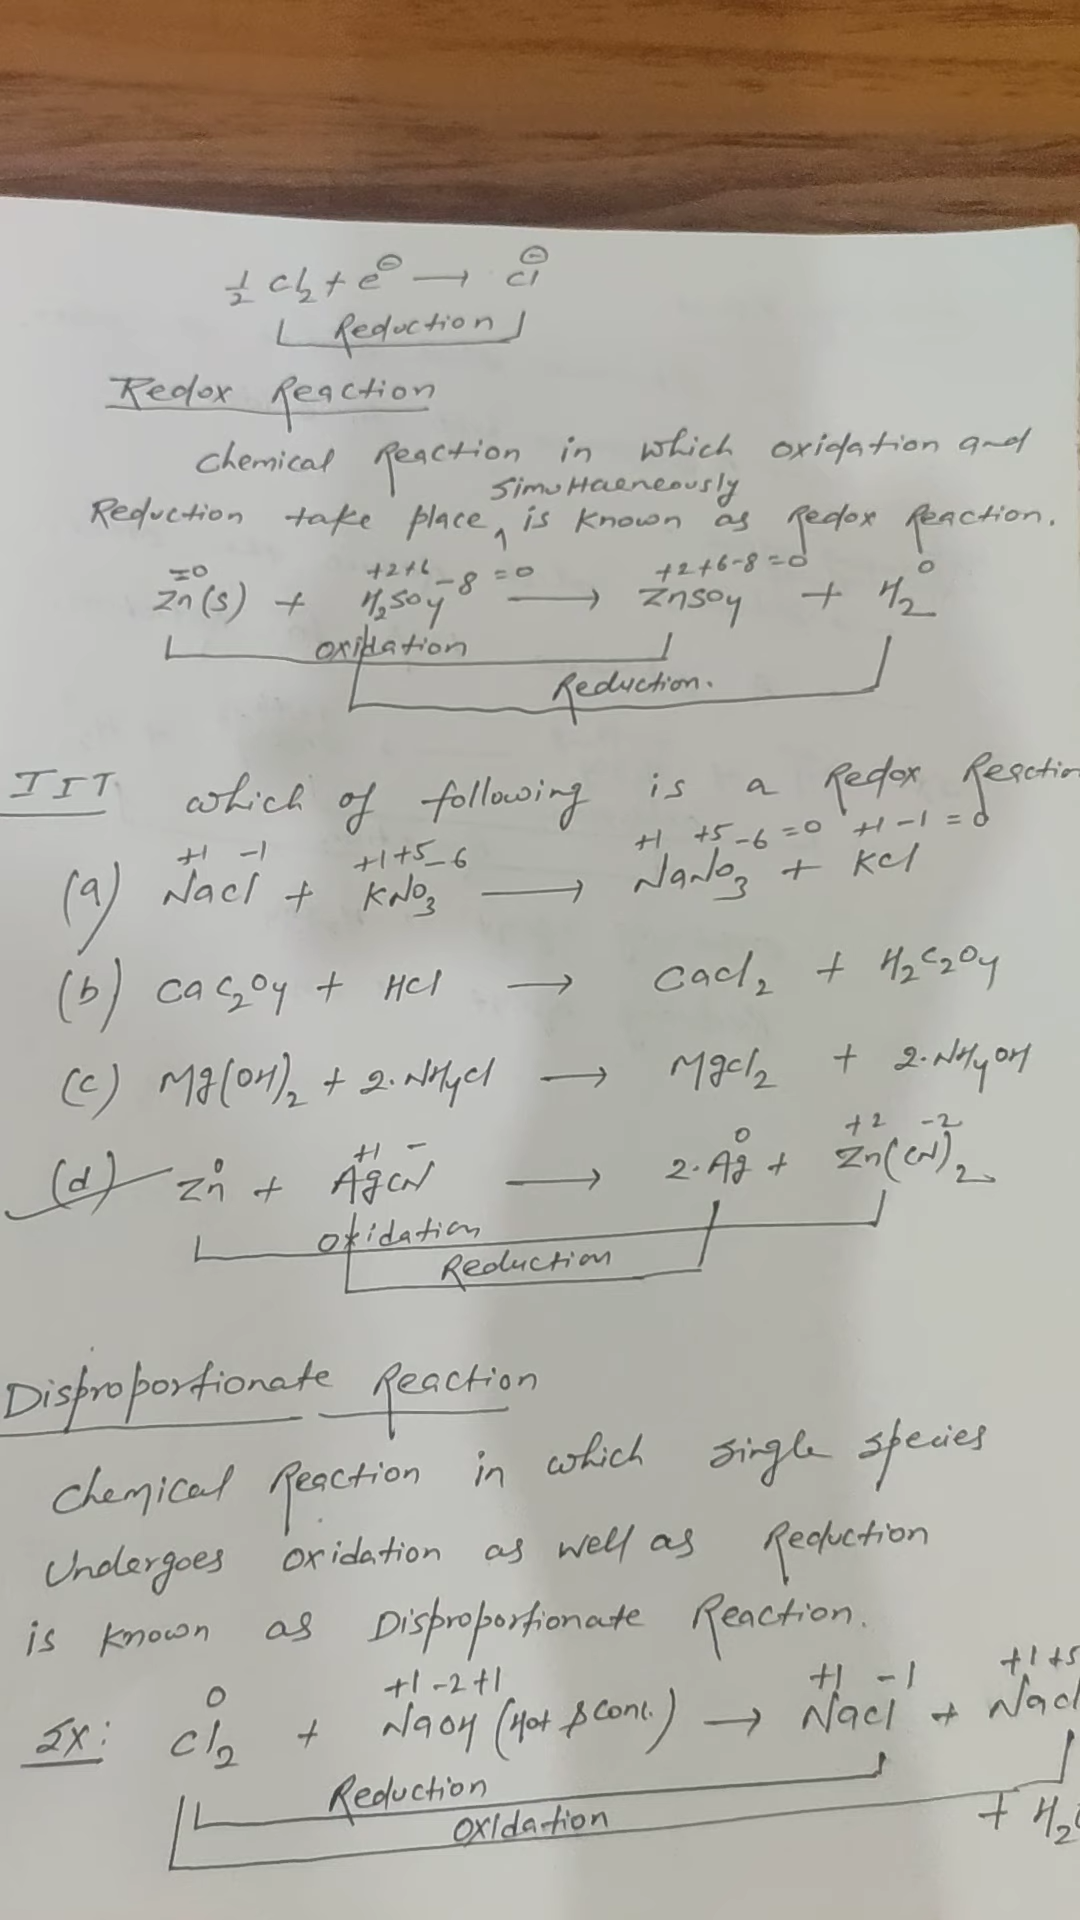 ½ Cl₂ + e⊖ → Cl⊖
Reduction
Redox Reaction
Chemical Reaction in which oxidation and
simultaeneously
Reduction take place, is known as Redox Reaction.
=0 +2+6-8=0 +2+6-8=0 0
Zn(s) + H₂SO₄ → ZnSO₄ + H₂
oxidation
Reduction.
IIT which of following is a Redox Reaction
+1 -1 +1+5-6 +1 +5-6=0 +1-1=0
(a) NaCl + KNO₃ → NaNO₃ + KCl
(b) CaC₂O₄ + HCl → CaCl₂ + H₂C₂O₄
(c) Mg(OH)₂ + 2.NH₄Cl → MgCl₂ + 2.NH₄OH
0 +1 - 0 +2 -2
(d) Zn + AgCN → 2.Ag + Zn(CN)₂
Oxidation
Reduction
Disproportionate Reaction
Chemical Reaction in which single species
Undergoes oxidation as well as Reduction
is known as Disproportionate Reaction.
0 +1-2+1 +1 -1 +1+5
Ex: Cl₂ + NaOH (Hot & Conc.) → NaCl + NaCl
Reduction
Oxidation
+ H₂